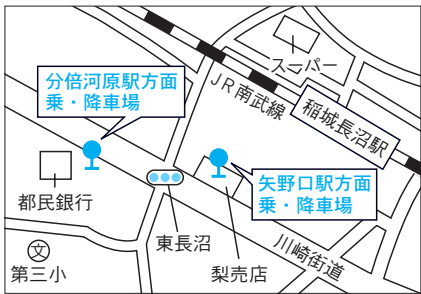 スーパー
分倍河原駅方面
乗・降車場
JR南武線
稲城長沼駅
矢野口駅方面
乗・降車場
都民銀行
東長沼
川崎街道
文
第三小
梨売店